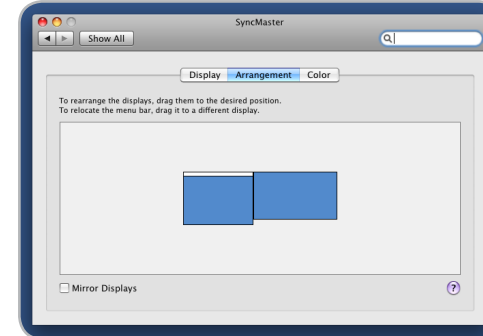 SyncMaster
Show All
Display Arrangement Color
To rearrange the displays, drag them to the desired position.
To relocate the menu bar, drag it to a different display.
Mirror Displays
?